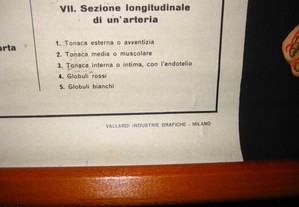 VII. Sezione longitudinale
di un'arteria
orta
1. Tonaca esterna o avventizia
2. Tonaca media o muscolare
3. Tonaca interna o intima, con l'endotelio
4. Globuli rossi
5. Globuli bianchi
VALLARDI INDUSTRIE GRAFICHE - MILANO